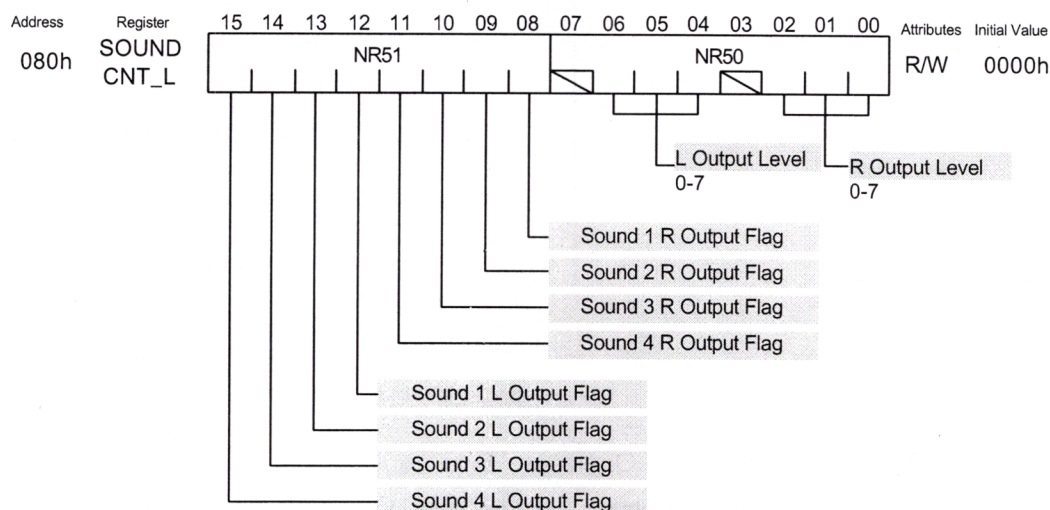 Address Register 15 14 13 12 11 10 09 08 07 06 05 04 03 02 01 00 Attributes Initial Value
080h SOUND CNT_L NR51 NR50 R/W 0000h
L Output Level
0-7
R Output Level
0-7
Sound 1 R Output Flag
Sound 2 R Output Flag
Sound 3 R Output Flag
Sound 4 R Output Flag
Sound 1 L Output Flag
Sound 2 L Output Flag
Sound 3 L Output Flag
Sound 4 L Output Flag